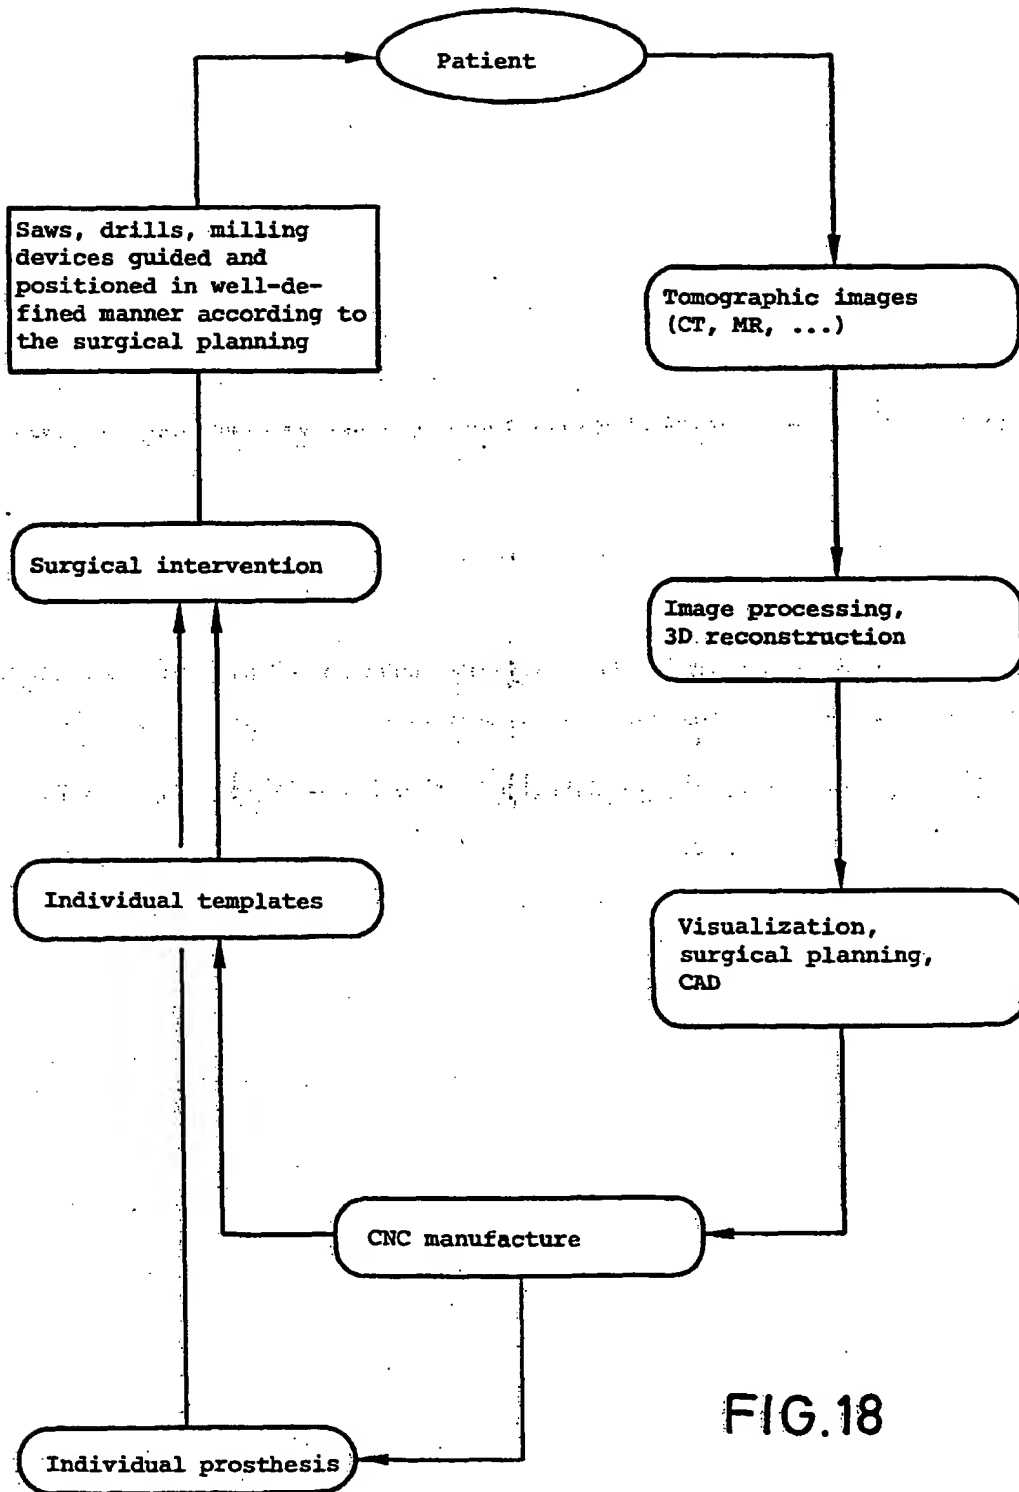 Patient
Saws, drills, milling
devices guided and
positioned in well-de-
fined manner according to
the surgical planning
Tomographic images
(CT, MR, ...)
Surgical intervention
Image processing,
3D reconstruction
Individual templates
Visualization,
surgical planning,
CAD
CNC manufacture
Individual prosthesis
FIG.18